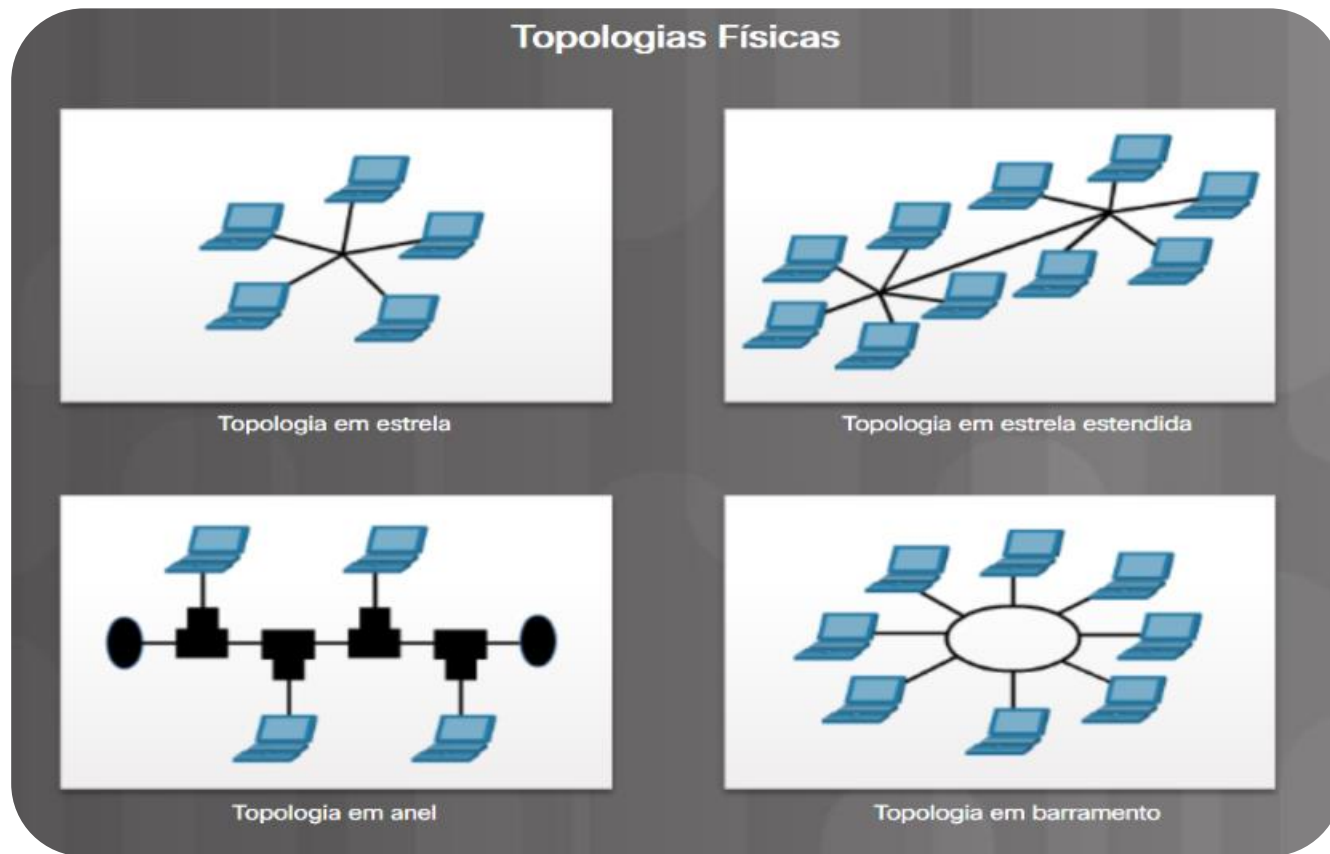 Topologias Físicas
Topologia em estrela
Topologia em estrela estendida
Topologia em anel
Topologia em barramento